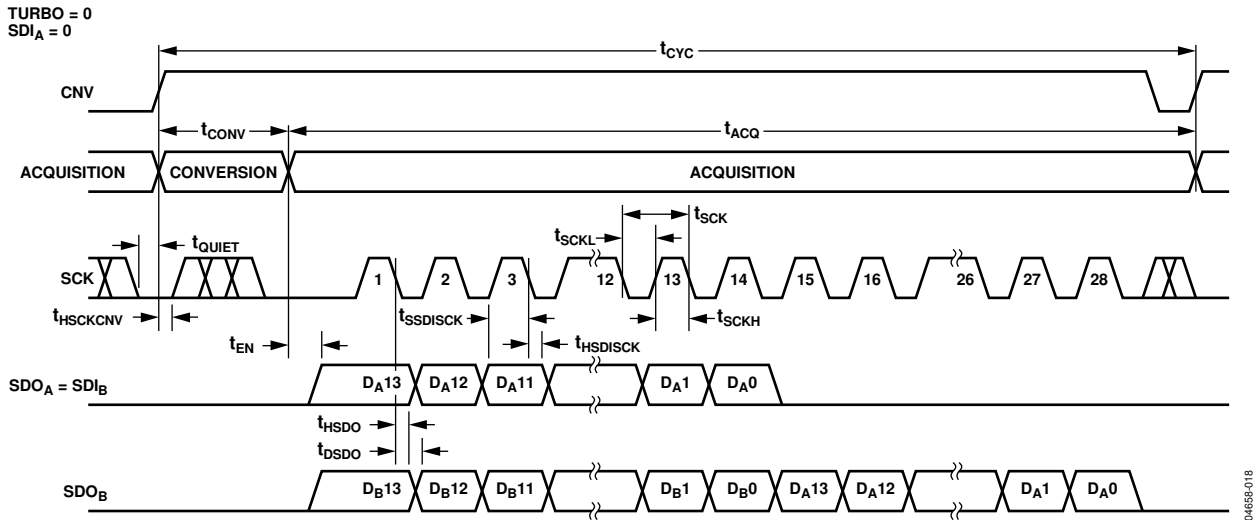 TURBO = 0
SDIA = 0
tCYC
CNV
tCONV
tACQ
ACQUISITION
CONVERSION
ACQUISITION
tSCK
tSCKL
tQUIET
SCK
1 2 3 12 13 14 15 16 26 27 28
tHSCKCNV
tSSDISCK
tSCKH
tEN
tHSDISCK
SDOA = SDIB
DA13 DA12 DA11 DA1 DA0
tHSDO
tDSDO
SDOB
DB13 DB12 DB11 DB1 DB0 DA13 DA12 DA1 DA0
04658-018